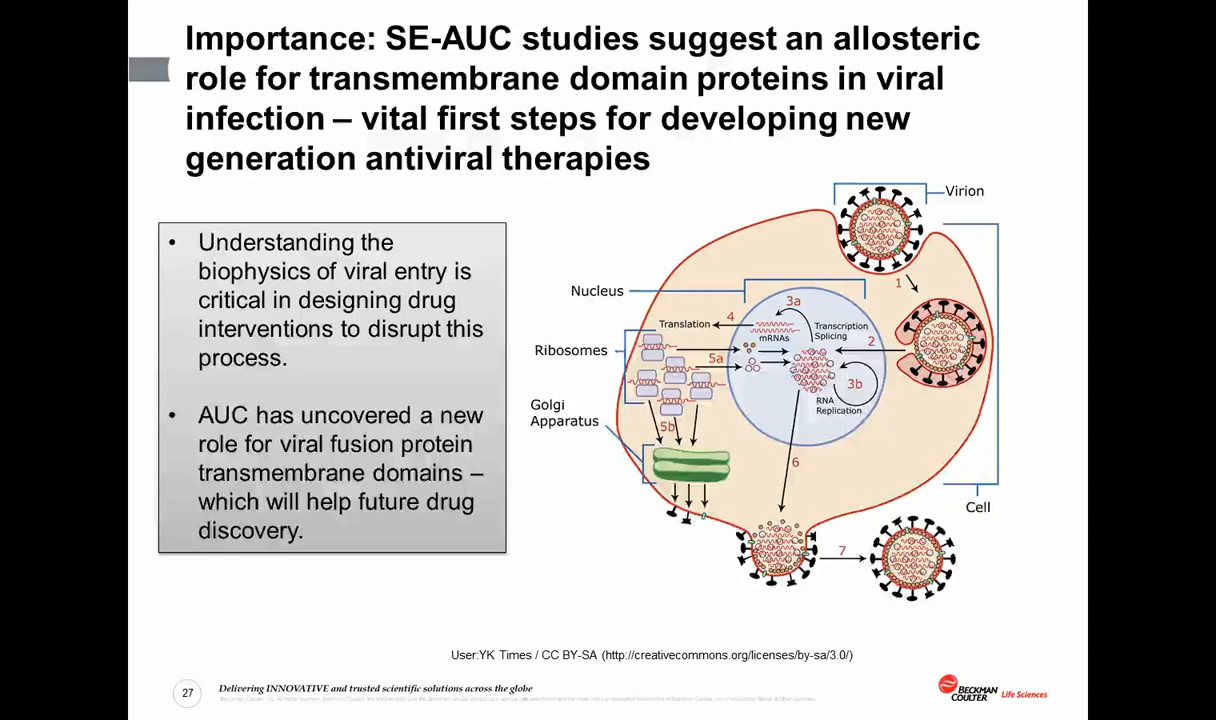 Importance: SE-AUC studies suggest an allosteric
role for transmembrane domain proteins in viral
infection – vital first steps for developing new
generation antiviral therapies
• Understanding the
biophysics of viral entry is
critical in designing drug
interventions to disrupt this
process.
• AUC has uncovered a new
role for viral fusion protein
transmembrane domains –
which will help future drug
discovery.
Virion
1
Nucleus
3a
4
Translation
Transcription
Splicing
mRNAs
2
Ribosomes
5a
3b
RNA
Replication
Golgi
Apparatus
5b
6
Cell
7
User:YK Times / CC BY-SA (http://creativecommons.org/licenses/by-sa/3.0/)
27
Delivering INNOVATIVE and trusted scientific solutions across the globe
BECKMAN
COULTER
Life Sciences